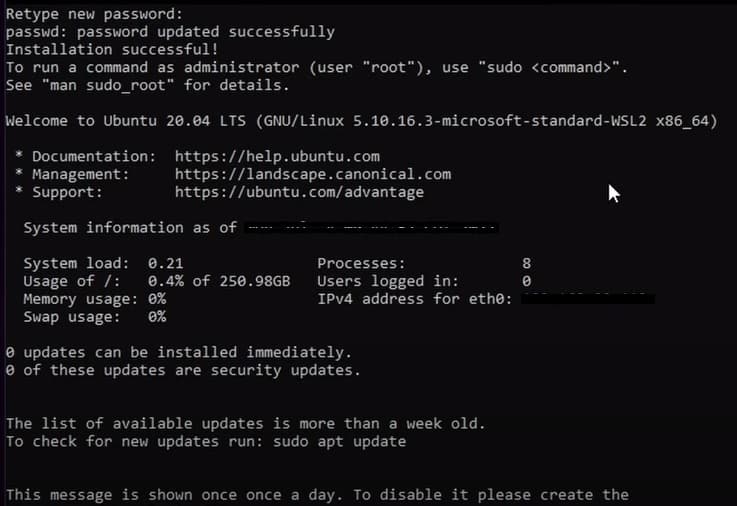 Retype new password:
passwd: password updated successfully
Installation successful!
To run a command as administrator (user "root"), use "sudo <command>".
See "man sudo_root" for details.
Welcome to Ubuntu 20.04 LTS (GNU/Linux 5.10.16.3-microsoft-standard-WSL2 x86_64)
* Documentation:  https://help.ubuntu.com
* Management:     https://landscape.canonical.com
* Support:        https://ubuntu.com/advantage
System information as of
System load:  0.21               Processes:             8
Usage of /:   0.4% of 250.98GB   Users logged in:       0
Memory usage: 0%                 IPv4 address for eth0:
Swap usage:   0%
0 updates can be installed immediately.
0 of these updates are security updates.
The list of available updates is more than a week old.
To check for new updates run: sudo apt update
This message is shown once once a day. To disable it please create the